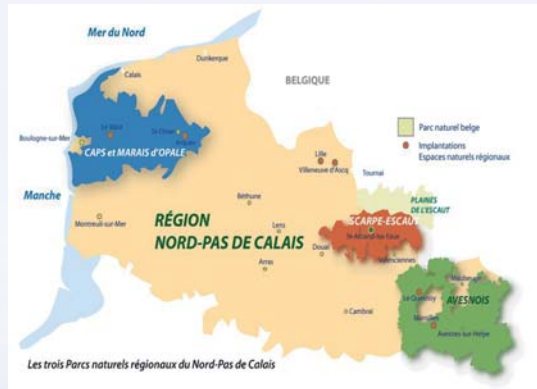 Mer du Nord
Dunkerque
Calais
BELGIQUE
Parc naturel belge
Implantations
Espaces naturels régionaux
Le Wast
St Omer
Arques
Boulogne-sur-Mer
CAPS et MARAIS d'OPALE
Lille
Villeneuve d'Ascq
Tournai
Manche
PLAINES
DE L'ESCAUT
Béthune
SCARPE-ESCAUT
Montreuil-sur-mer
RÉGION
NORD-PAS DE CALAIS
Lens
St-Amand-les-Eaux
Douai
Valenciennes
Arras
Maubeuge
Le Quesnoy
AVESNOIS
Cambrai
Maroilles
Avesnes sur Helpe
Les trois Parcs naturels régionaux du Nord-Pas de Calais